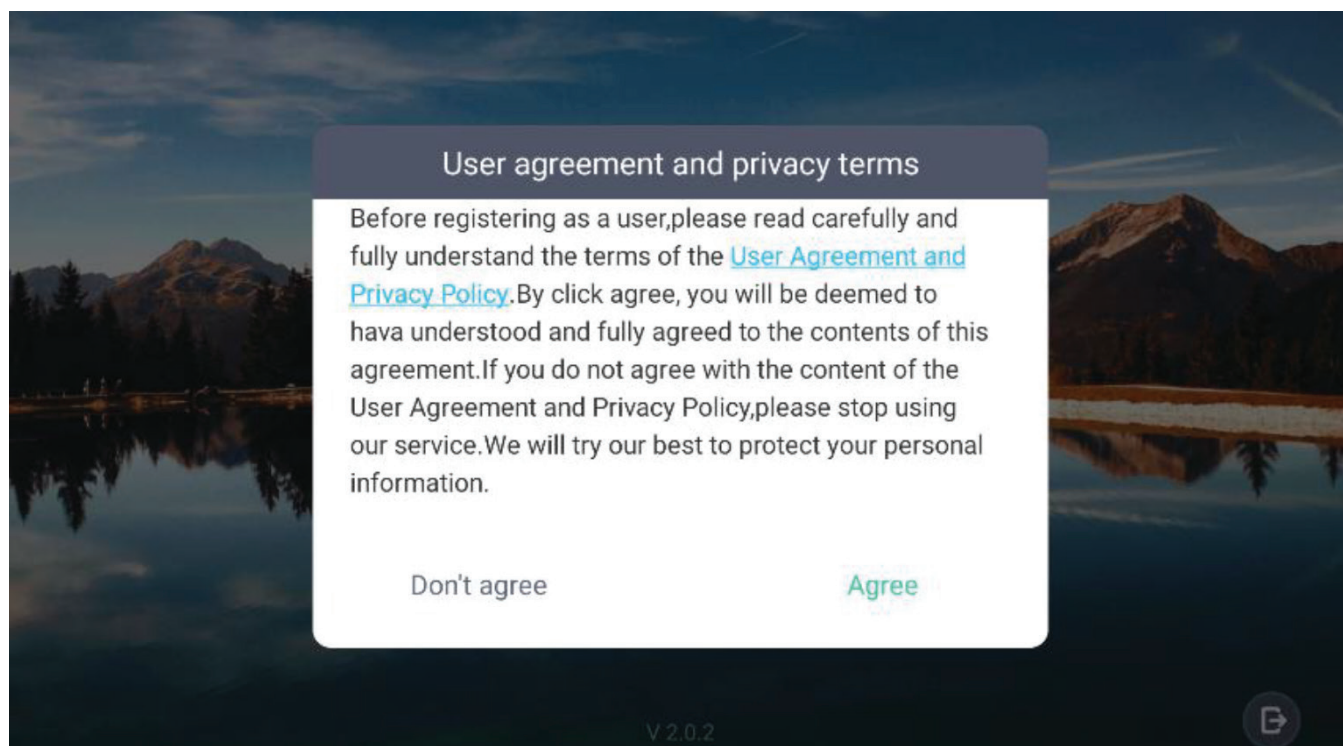 User agreement and privacy terms
Before registering as a user,please read carefully and
fully understand the terms of the User Agreement and
Privacy Policy.By click agree, you will be deemed to
hava understood and fully agreed to the contents of this
agreement.If you do not agree with the content of the
User Agreement and Privacy Policy,please stop using
our service.We will try our best to protect your personal
information.
Don't agree
Agree
V 2.0.2